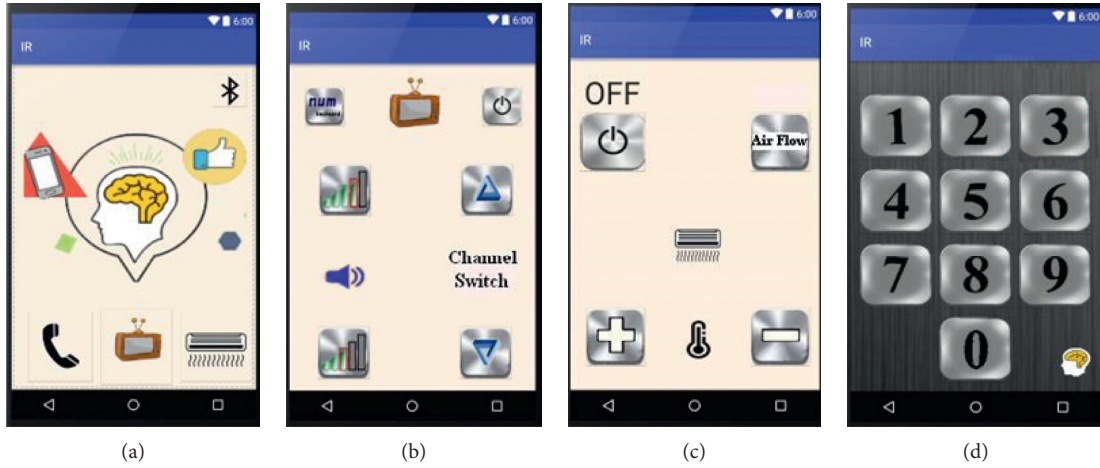 6:00
IR
(a)
6:00
IR
num
keyboard
Channel
Switch
(b)
6:00
IR
OFF
Air Flow
(c)
6:00
IR
1 2 3
4 5 6
7 8 9
0
(d)